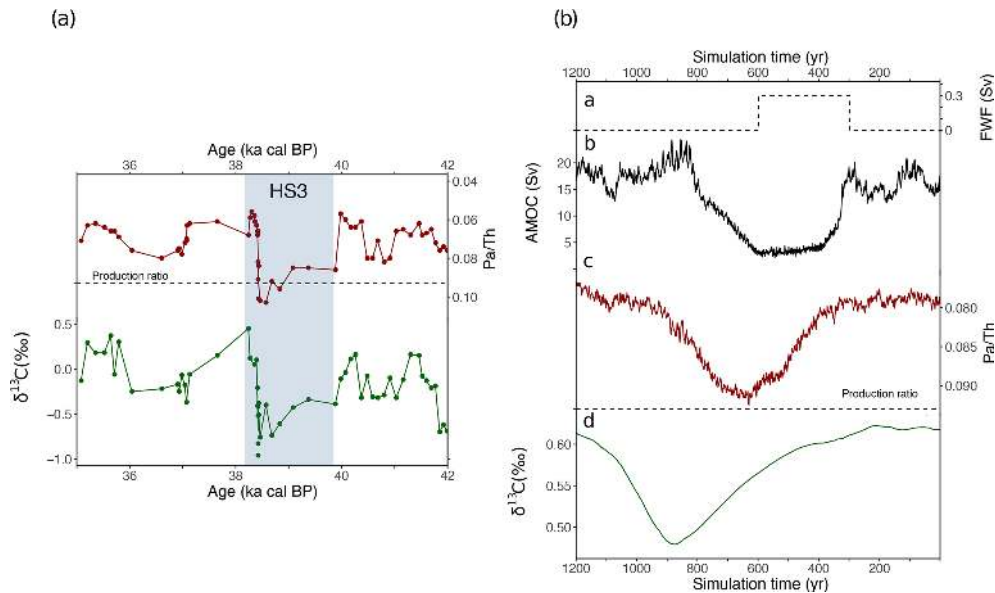 (a)
Age (ka cal BP)
36 38 40 42
HS3
0.04
0.06
0.08
0.10
Pa/Th
Production ratio
δ¹³C(‰)
0.5
0.0
−0.5
−1.0
36 38 40 42
Age (ka cal BP)
(b)
Simulation time (yr)
1200 1000 800 600 400 200
a
0.3
0
FWF (Sv)
b
AMOC (Sv)
20
15
10
5
c
0.080
0.085
0.090
Pa/Th
Production ratio
d
δ¹³C(‰)
0.60
0.50
1200 1000 800 600 400 200
Simulation time (yr)